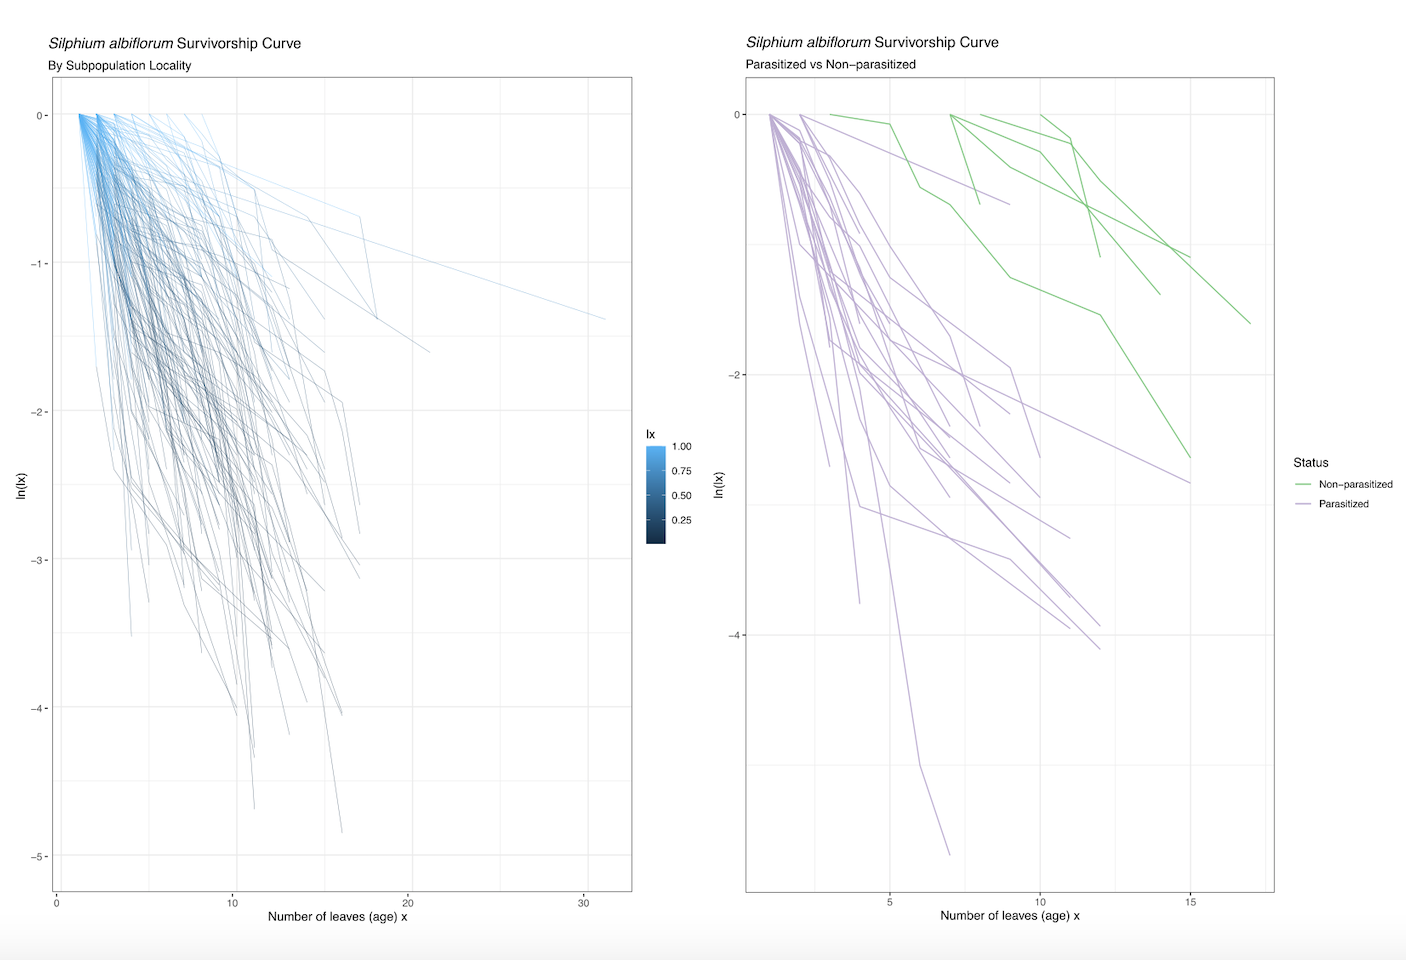 Silphium albiflorum Survivorship Curve
By Subpopulation Locality
0
−1
−2
−3
−4
−5
ln(lx)
0
10
20
30
Number of leaves (age) x
lx
1.00
0.75
0.50
0.25
Silphium albiflorum Survivorship Curve
Parasitized vs Non−parasitized
0
−2
−4
ln(lx)
5
10
15
Number of leaves (age) x
Status
Non−parasitized
Parasitized